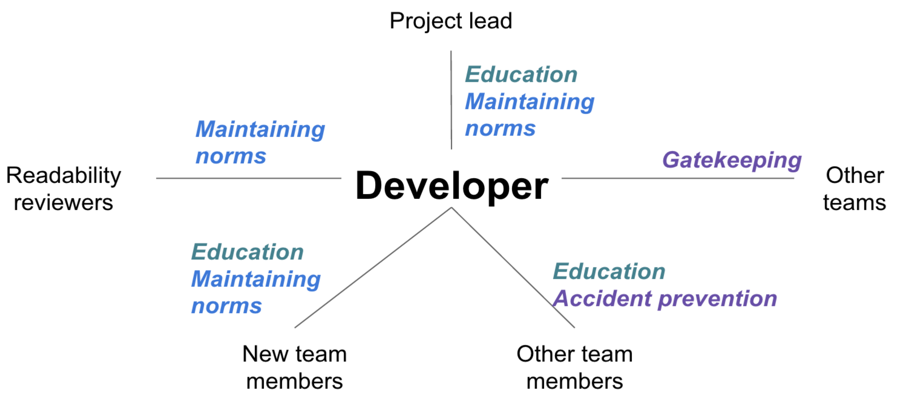 Project lead
Education
Maintaining
norms
Maintaining
norms
Gatekeeping
Readability
reviewers
Developer
Other
teams
Education
Maintaining
norms
Education
Accident prevention
New team
members
Other team
members